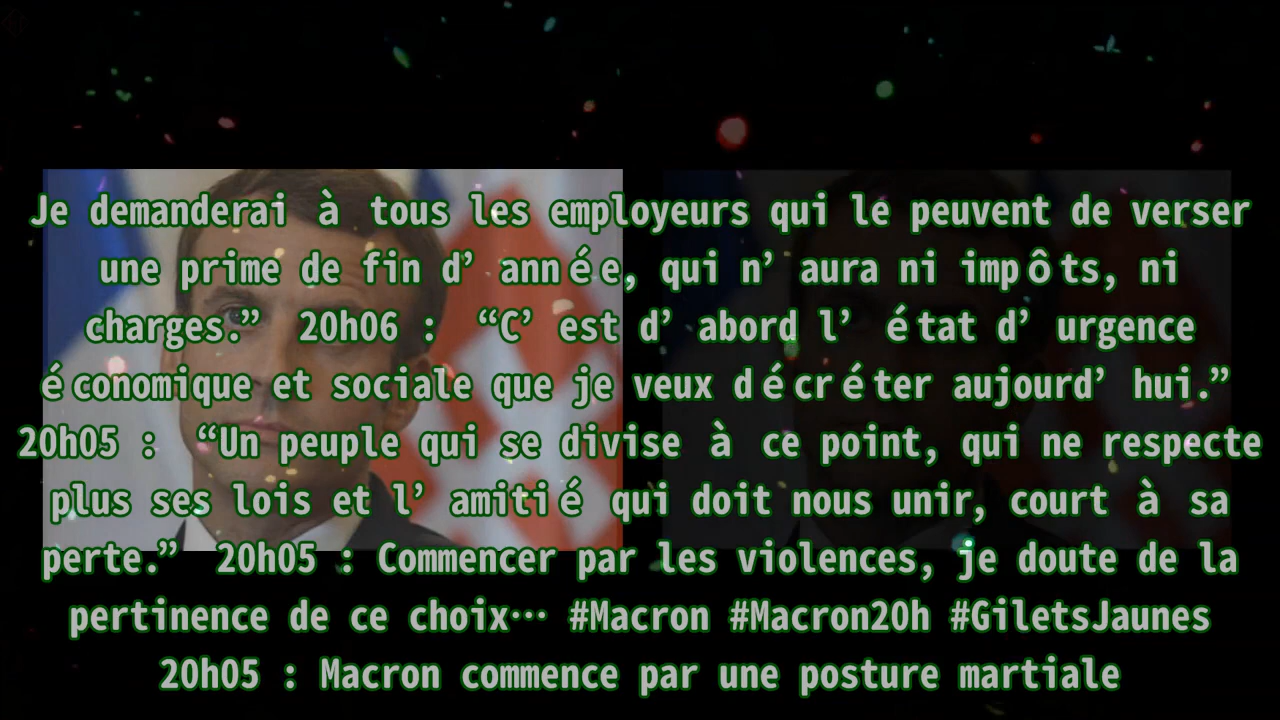 Je demanderai à tous les employeurs qui le peuvent de verser
une prime de fin d’ année, qui n’ aura ni impôts, ni
charges.” 20h06 : “C’ est d’ abord l’ état d’ urgence
économique et sociale que je veux décréter aujourd’ hui.”
20h05 : “Un peuple qui se divise à ce point, qui ne respecte
plus ses lois et l’ amitié qui doit nous unir, court à sa
perte.” 20h05 : Commencer par les violences, je doute de la
pertinence de ce choix… #Macron #Macron20h #GiletsJaunes
20h05 : Macron commence par une posture martiale